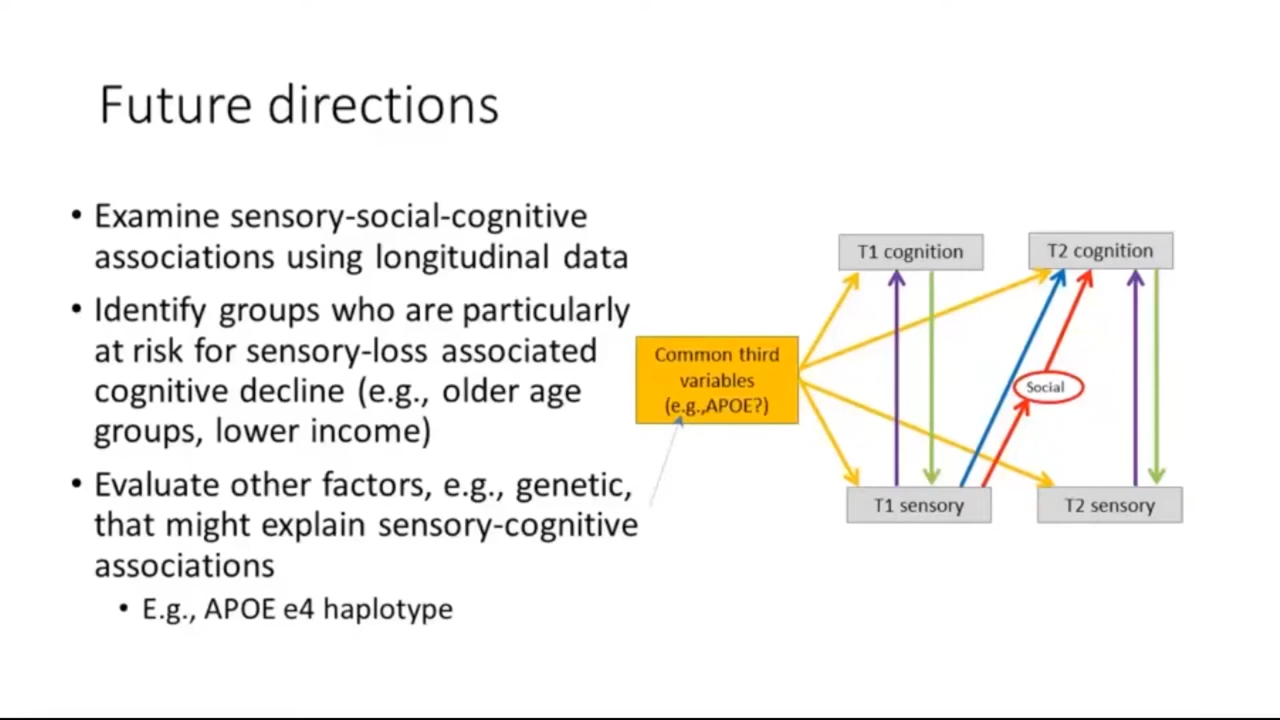 Future directions
• Examine sensory-social-cognitive
associations using longitudinal data
• Identify groups who are particularly
at risk for sensory-loss associated
cognitive decline (e.g., older age
groups, lower income)
• Evaluate other factors, e.g., genetic,
that might explain sensory-cognitive
associations
• E.g., APOE e4 haplotype
T1 cognition
T2 cognition
Common third
variables
(e.g.,APOE?)
Social
T1 sensory
T2 sensory